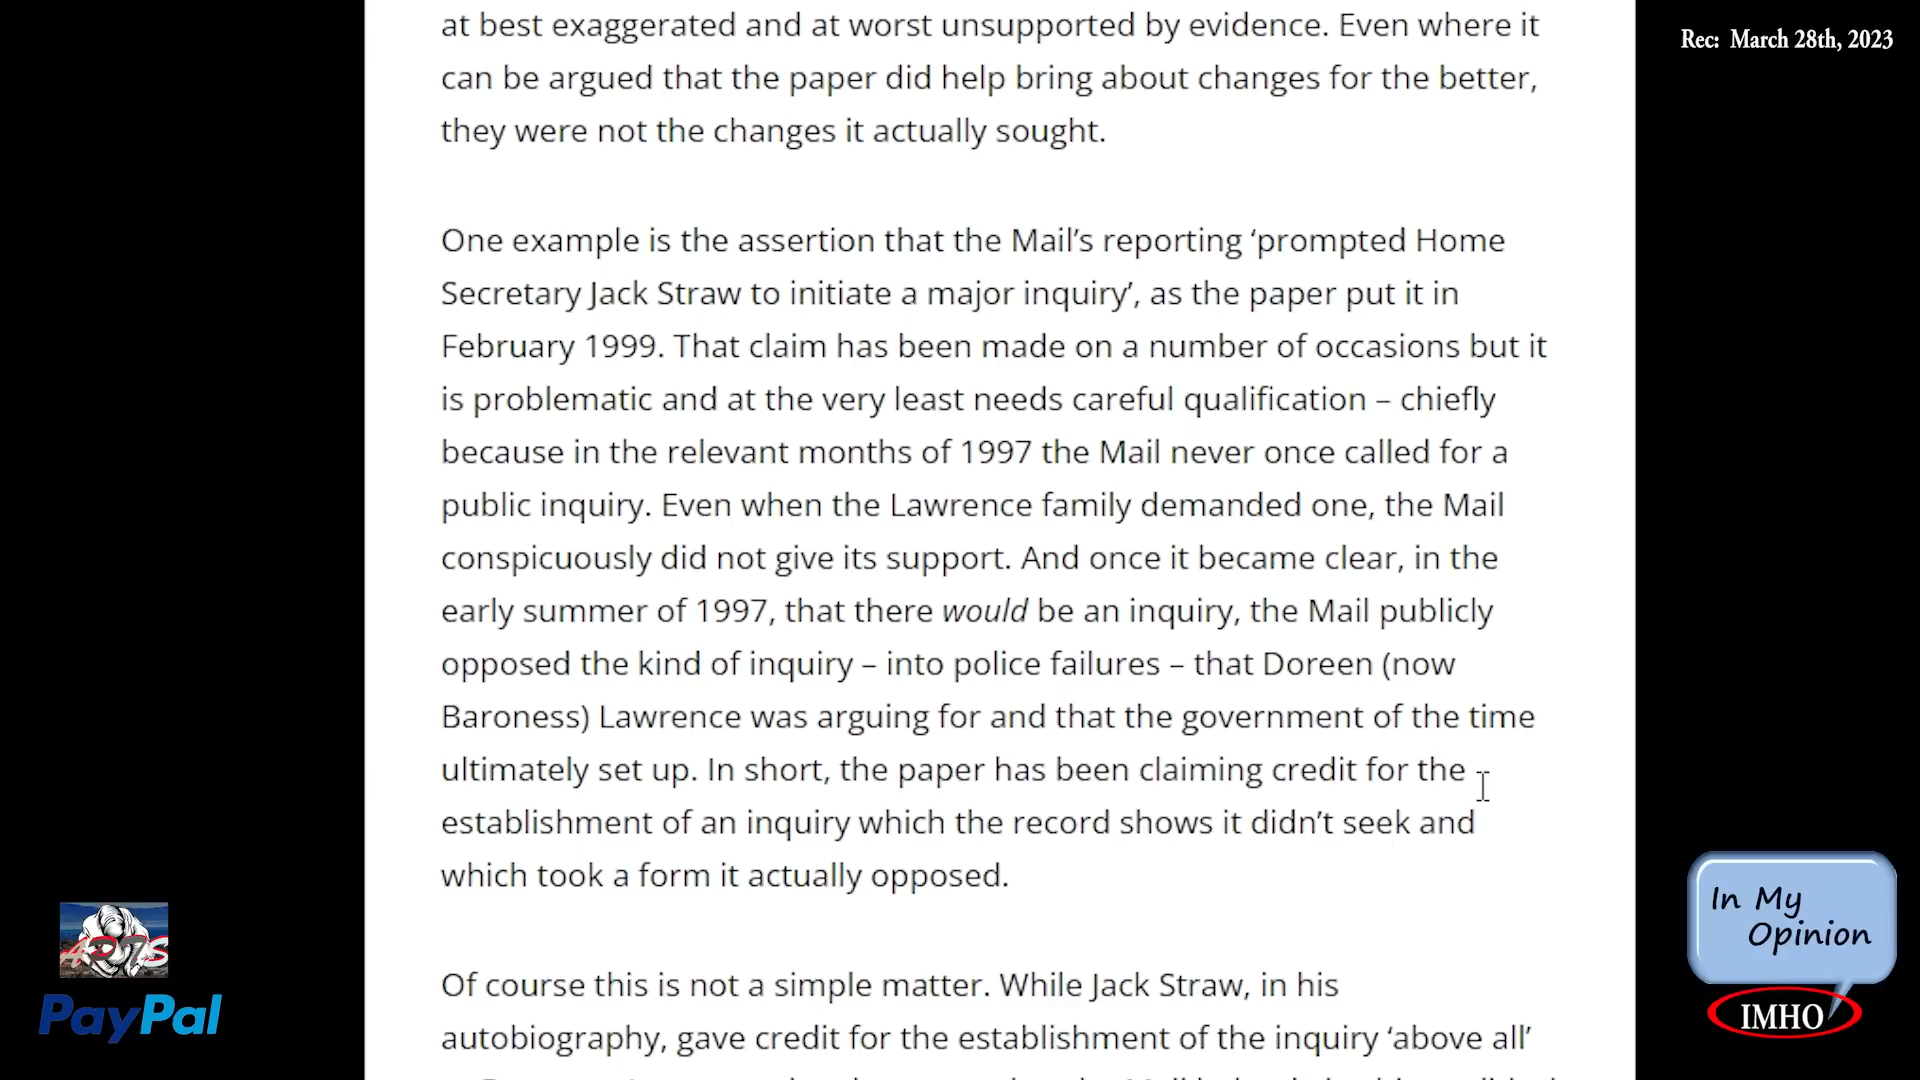 at best exaggerated and at worst unsupported by evidence. Even where it
can be argued that the paper did help bring about changes for the better,
they were not the changes it actually sought.
One example is the assertion that the Mail’s reporting ‘prompted Home
Secretary Jack Straw to initiate a major inquiry’, as the paper put it in
February 1999. That claim has been made on a number of occasions but it
is problematic and at the very least needs careful qualification – chiefly
because in the relevant months of 1997 the Mail never once called for a
public inquiry. Even when the Lawrence family demanded one, the Mail
conspicuously did not give its support. And once it became clear, in the
early summer of 1997, that there would be an inquiry, the Mail publicly
opposed the kind of inquiry – into police failures – that Doreen (now
Baroness) Lawrence was arguing for and that the government of the time
ultimately set up. In short, the paper has been claiming credit for the
establishment of an inquiry which the record shows it didn’t seek and
which took a form it actually opposed.
Of course this is not a simple matter. While Jack Straw, in his
autobiography, gave credit for the establishment of the inquiry ‘above all’
Rec: March 28th, 2023
PayPal
In My
Opinion
IMHO